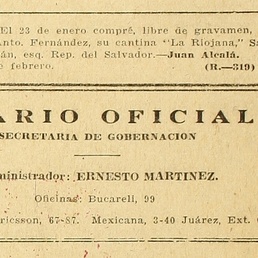 El 23 de enero compré, libre de gravamen,
Anto. Fernández, su cantina "La Riojana," Sa
án, esq. Rep. del Salvador.—Juan Alcalá.
e febrero. (R.—319)
ARIO OFICIAL
SECRETARIA DE GOBERNACION
ministrador: ERNESTO MARTINEZ.
Oficinas: Bucareli, 99
ricsson, 67-87. Mexicana, 3-40 Juárez, Ext.